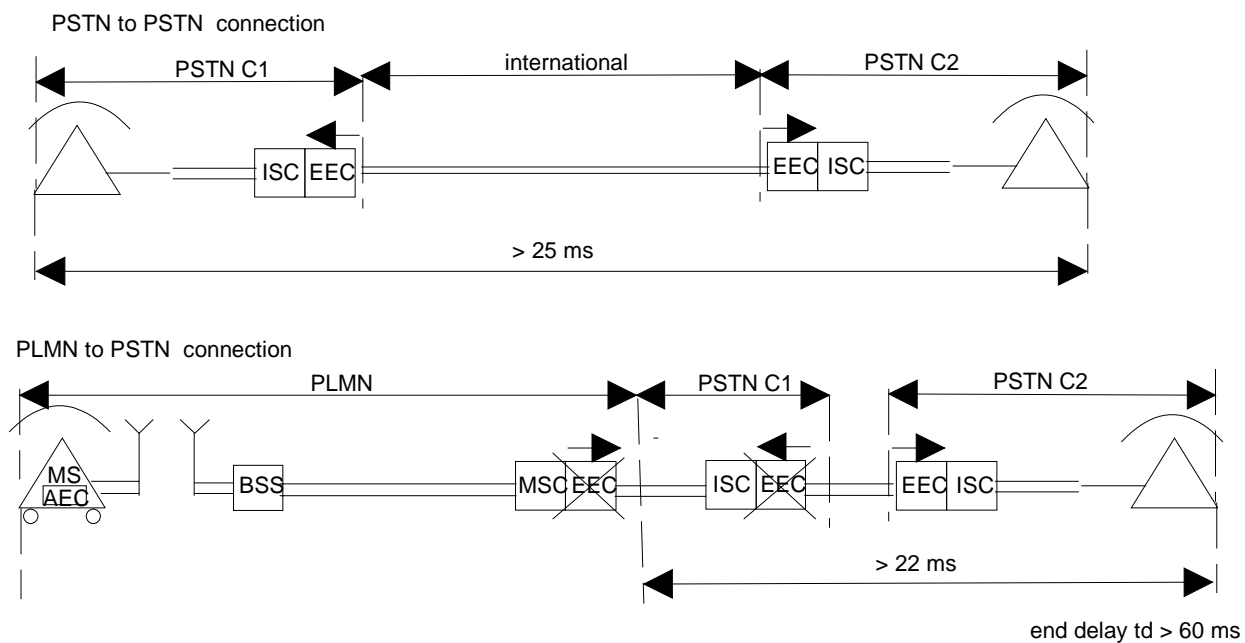 PSTN to PSTN connection
PSTN C1 international PSTN C2
ISC EEC EEC ISC
> 25 ms
PLMN to PSTN connection
PLMN PSTN C1 PSTN C2
MS
AEC BSS MSC EEC ISC EEC EEC ISC
> 22 ms
end delay td > 60 ms